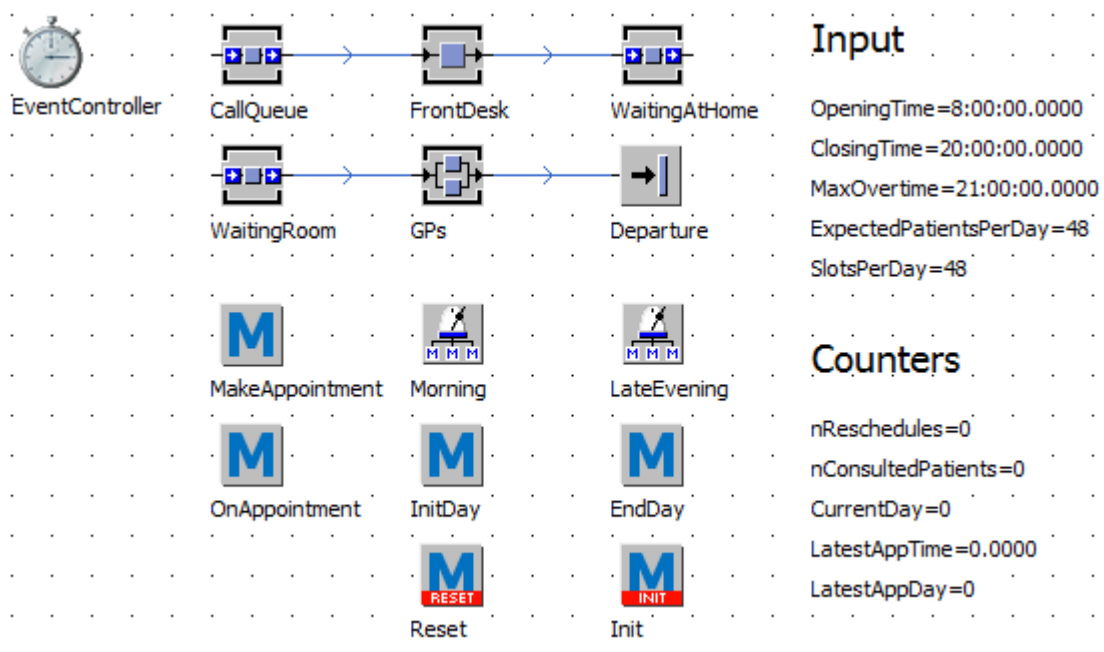 Input
EventController
CallQueue
FrontDesk
WaitingAtHome
OpeningTime=8:00:00.0000
ClosingTime=20:00:00.0000
MaxOvertime=21:00:00.0000
WaitingRoom
GPs
Departure
ExpectedPatientsPerDay=48
SlotsPerDay=48
M
M M M
M M M
Counters
MakeAppointment
Morning
LateEvening
nReschedules=0
M
M
M
nConsultedPatients=0
OnAppointment
InitDay
EndDay
CurrentDay=0
LatestAppTime=0.0000
M
RESET
M
INIT
LatestAppDay=0
Reset
Init